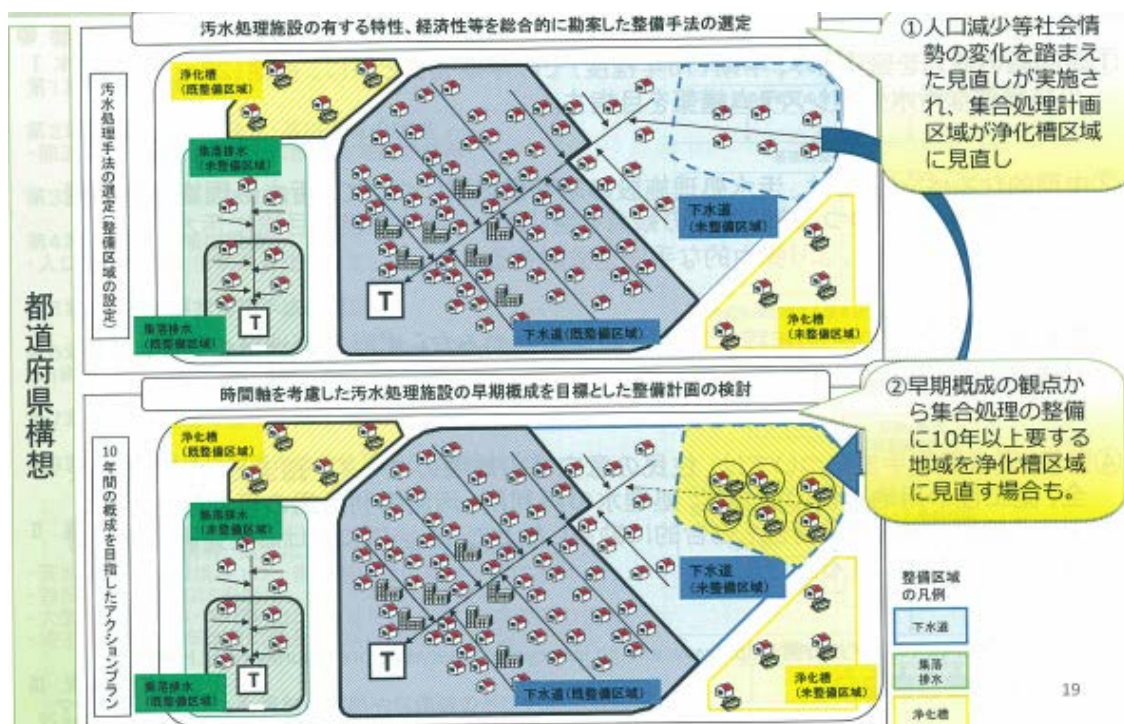 都道府県構想
汚水処理施設の有する特性、経済性等を総合的に勘案した整備手法の選定
汚水処理手法の選定(整備区域の設定)
浄化槽
(既整備区域)
集落排水
(未整備区域)
集落排水
(既整備区域)
T
T
下水道(既整備区域)
下水道
(未整備区域)
浄化槽
(未整備区域)
①人口減少等社会情
勢の変化を踏まえ
た見直しが実施さ
れ、集合処理計画
区域が浄化槽区域
に見直し
時間軸を考慮した汚水処理施設の早期概成を目標とした整備計画の検討
10年間の概成を目指したアクションプラン
浄化槽
(既整備区域)
集落排水
(未整備区域)
集落排水
(既整備区域)
T
T
下水道(既整備区域)
下水道
(未整備区域)
浄化槽
(未整備区域)
②早期概成の観点か
ら集合処理の整備
に10年以上要する
地域を浄化槽区域
に見直す場合も。
整備区域
の凡例
下水道
集落
排水
浄化槽
19